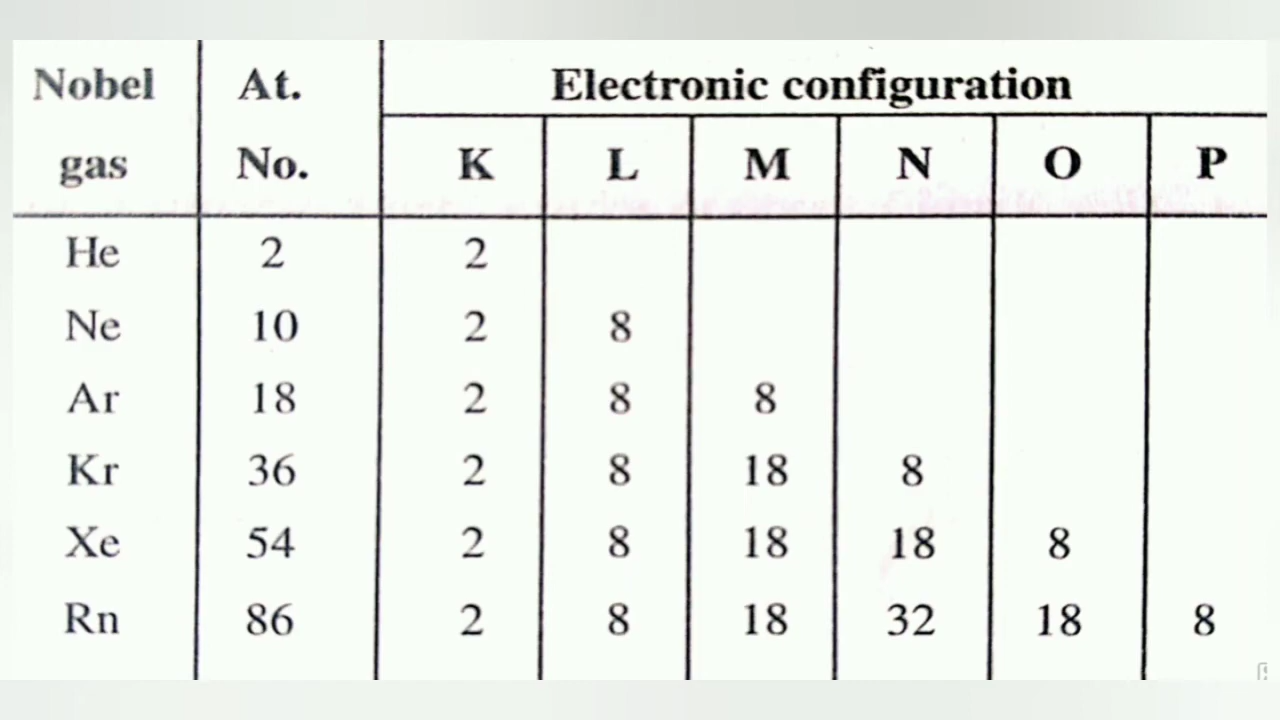 Nobel gas At. No. Electronic configuration
K L M N O P
He 2 2
Ne 10 2 8
Ar 18 2 8 8
Kr 36 2 8 18 8
Xe 54 2 8 18 18 8
Rn 86 2 8 18 32 18 8